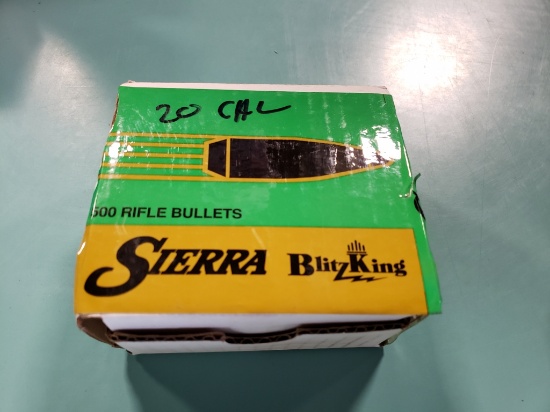 20 CAL
500 RIFLE BULLETS
SIERRA BlitzKing